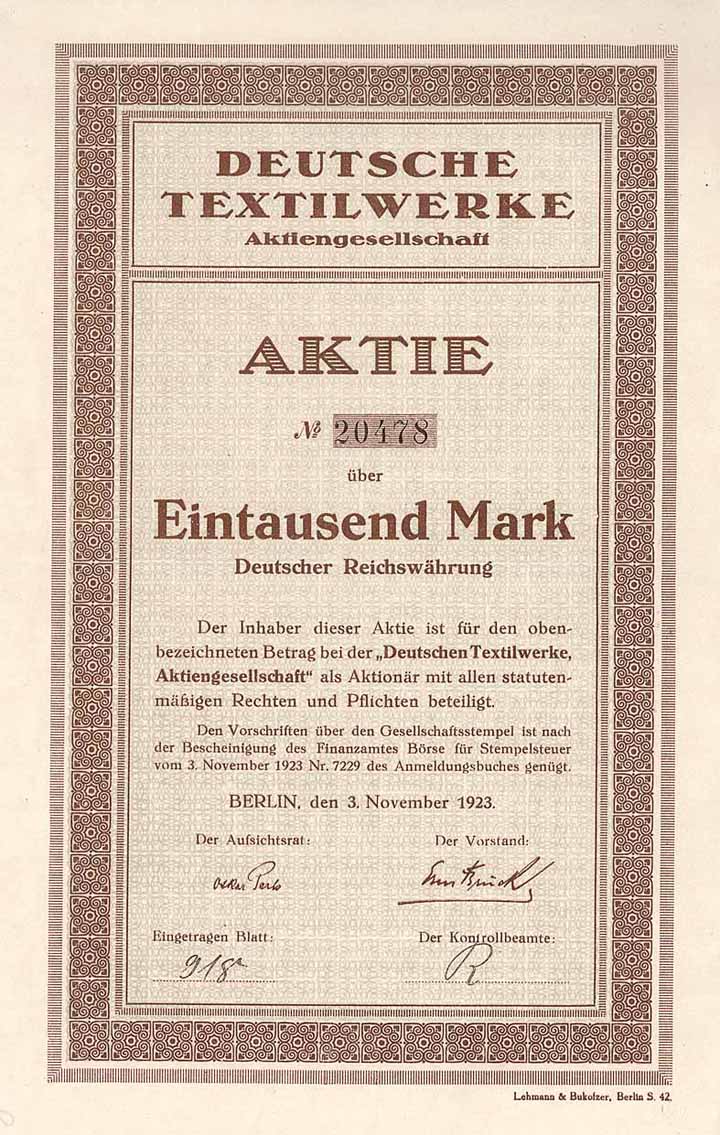 DEUTSCHE
TEXTILWERKE
Aktiengesellschaft
AKTIE
№ 20478
über
Eintausend Mark
Deutscher Reichswährung
Der Inhaber dieser Aktie ist für den oben-
bezeichneten Betrag bei der „Deutschen Textilwerke,
Aktiengesellschaft“ als Aktionär mit allen statuten-
mäßigen Rechten und Pflichten beteiligt.
Den Vorschriften über den Gesellschaftsstempel ist nach
der Bescheinigung des Finanzamtes Börse für Stempelsteuer
vom 3. November 1923 Nr. 7229 des Anmeldungsbuches genügt.
BERLIN, den 3. November 1923.
Der Aufsichtsrat: Der Vorstand:
Oskar
Eingetragen Blatt: Der Kontrollbeamte:
918 R
Lehmann & Bukofzer, Berlin S. 42.